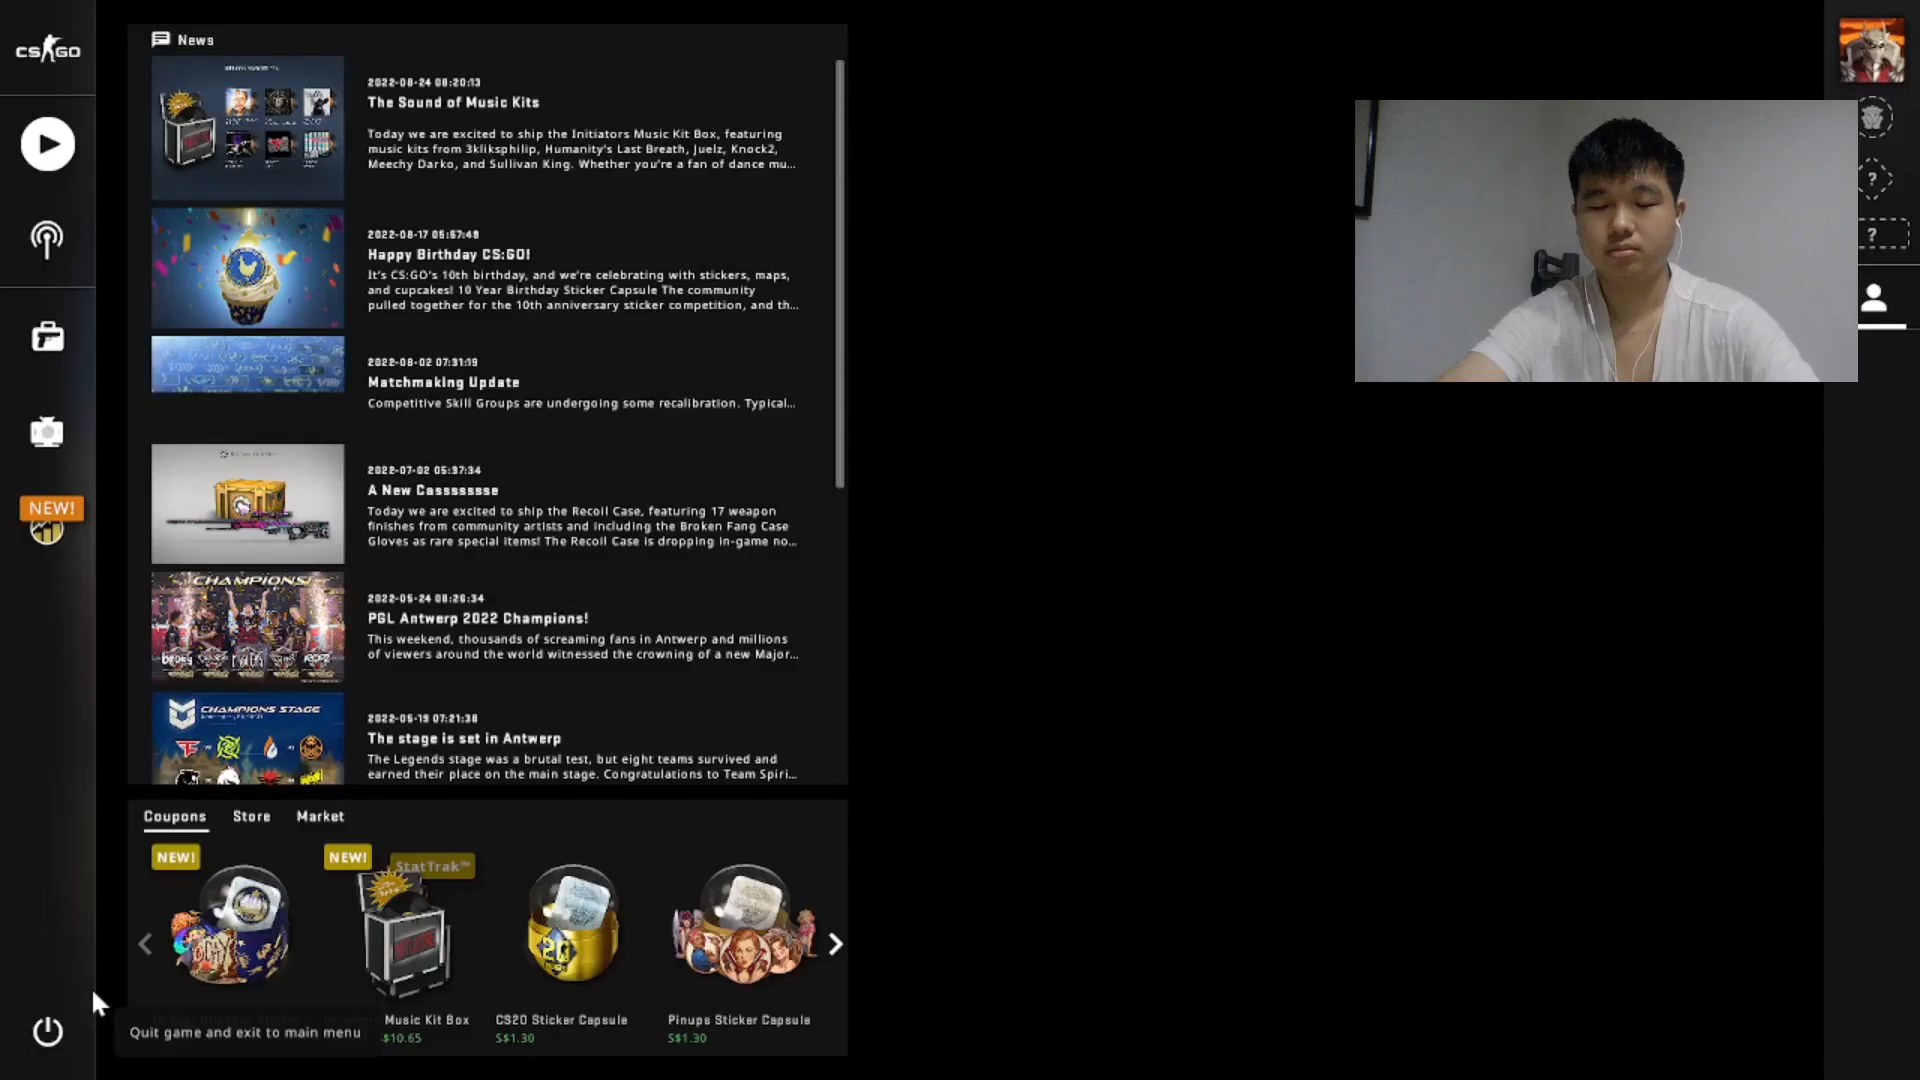 CS GO
News
2022-08-24 08:20:13
The Sound of Music Kits
Today we are excited to ship the Initiators Music Kit Box, featuring
music kits from 3kliksphilip, Humanity's Last Breath, Juelz, Knock2,
Meechy Darko, and Sullivan King. Whether you're a fan of dance mu...
2022-08-17 05:57:48
Happy Birthday CS:GO!
It's CS:GO's 10th birthday, and we're celebrating with stickers, maps,
and cupcakes! 10 Year Birthday Sticker Capsule The community
pulled together for the 10th anniversary sticker competition, and th...
2022-08-02 07:31:19
Matchmaking Update
Competitive Skill Groups are undergoing some recalibration. Typical...
NEW!
2022-07-02 05:37:34
A New Cassssssse
Today we are excited to ship the Recoil Case, featuring 17 weapon
finishes from community artists and including the Broken Fang Case
Gloves as rare special items! The Recoil Case is dropping in-game no...
CHAMPIONS!
2022-05-24 08:26:34
PGL Antwerp 2022 Champions!
This weekend, thousands of screaming fans in Antwerp and millions
of viewers around the world witnessed the crowning of a new Major...
CHAMPIONS STAGE
2022-05-19 07:21:38
The stage is set in Antwerp
The Legends stage was a brutal test, but eight teams survived and
earned their place on the main stage. Congratulations to Team Spiri...
Coupons Store Market
NEW!
NEW!
StatTrak™
20
Music Kit Box
$10.65
CS20 Sticker Capsule
S$1.30
Pinups Sticker Capsule
S$1.30
Quit game and exit to main menu
?
?